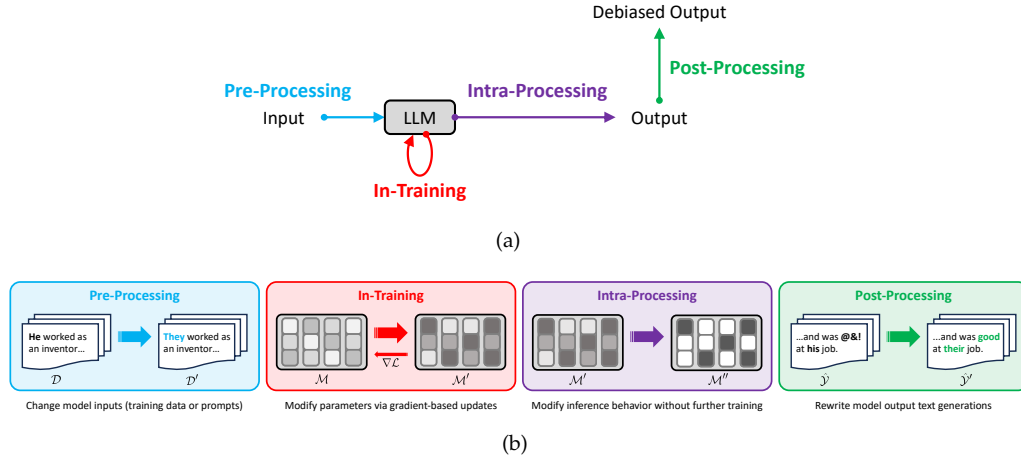 Debiased Output
Post-Processing
Pre-Processing
Intra-Processing
Input
LLM
Output
In-Training
(a)
Pre-Processing
In-Training
Intra-Processing
Post-Processing
He worked as
an inventor...
They worked as
an inventor...
...and was @&!
at his job.
...and was good
at their job.
𝒟
𝒟′
ℳ
∇ℒ
ℳ′
ℳ′
ℳ″
𝒴̂
𝒴̂′
Change model inputs (training data or prompts)
Modify parameters via gradient-based updates
Modify inference behavior without further training
Rewrite model output text generations
(b)